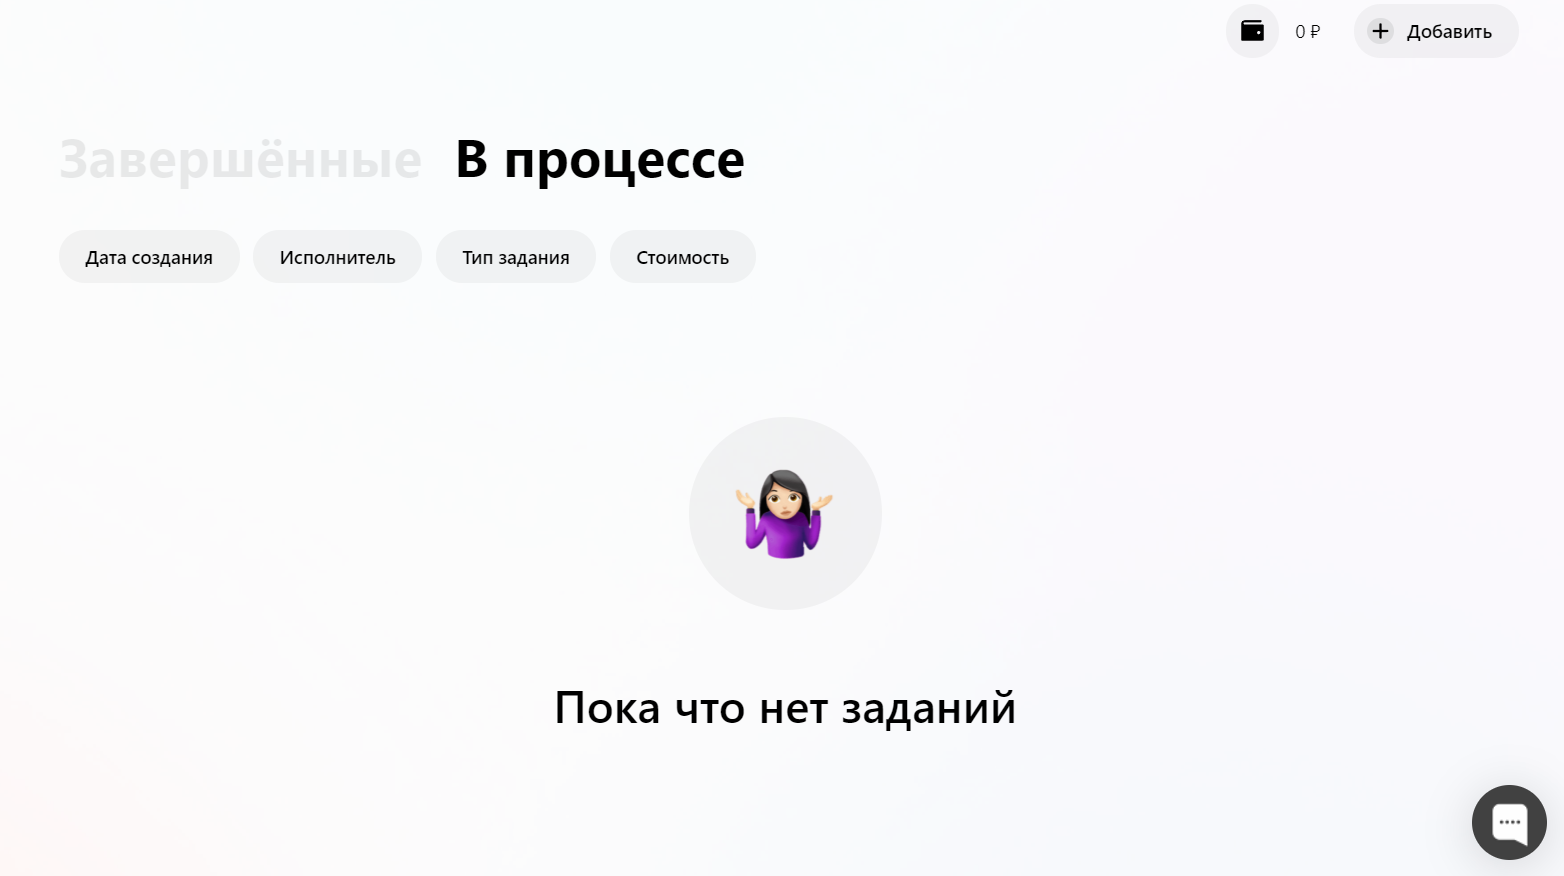 0 ₽
Добавить
Завершённые В процессе
Дата создания Исполнитель Тип задания Стоимость
Пока что нет заданий